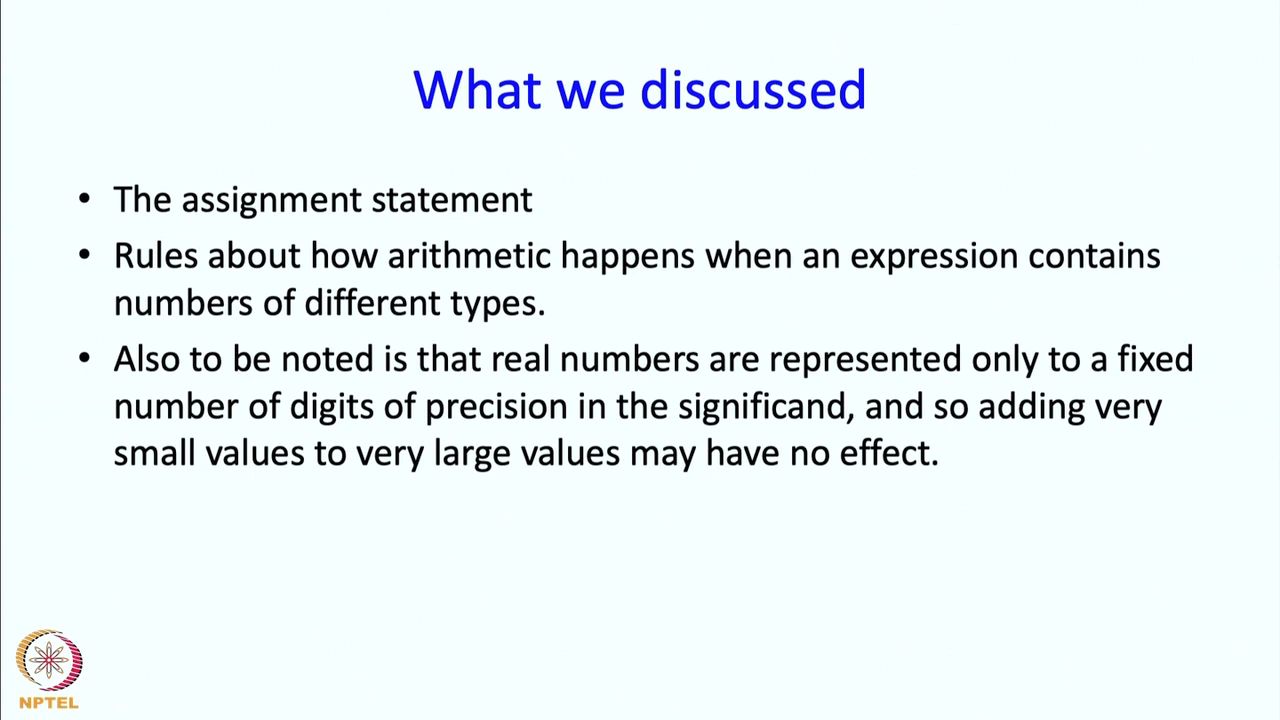 What we discussed
• The assignment statement
• Rules about how arithmetic happens when an expression contains
numbers of different types.
• Also to be noted is that real numbers are represented only to a fixed
number of digits of precision in the significand, and so adding very
small values to very large values may have no effect.
NPTEL